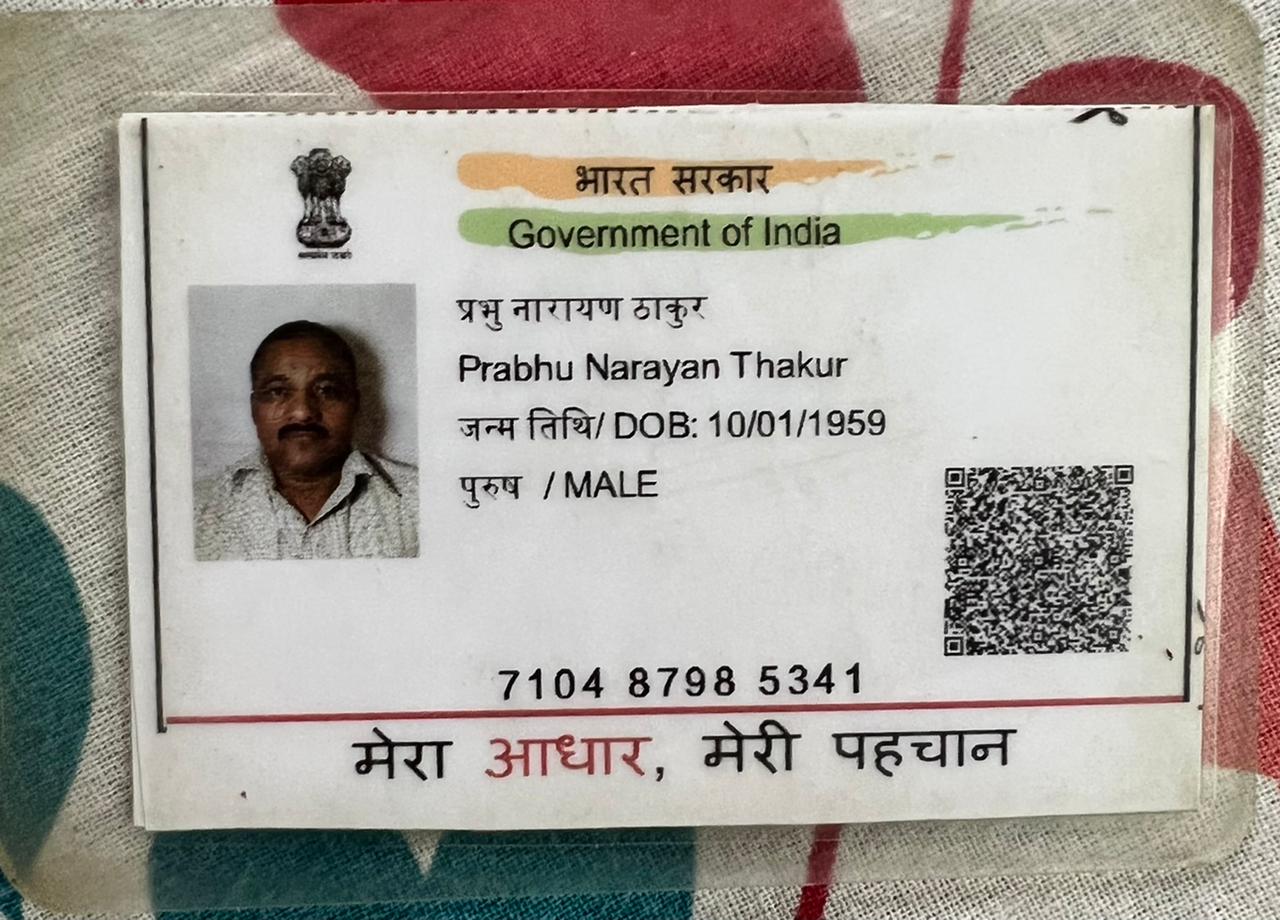 भारत सरकार
Government of India
प्रभु नारायण ठाकुर
Prabhu Narayan Thakur
जन्म तिथि/ DOB: 10/01/1959
पुरुष / MALE
7104 8798 5341
मेरा आधार, मेरी पहचान